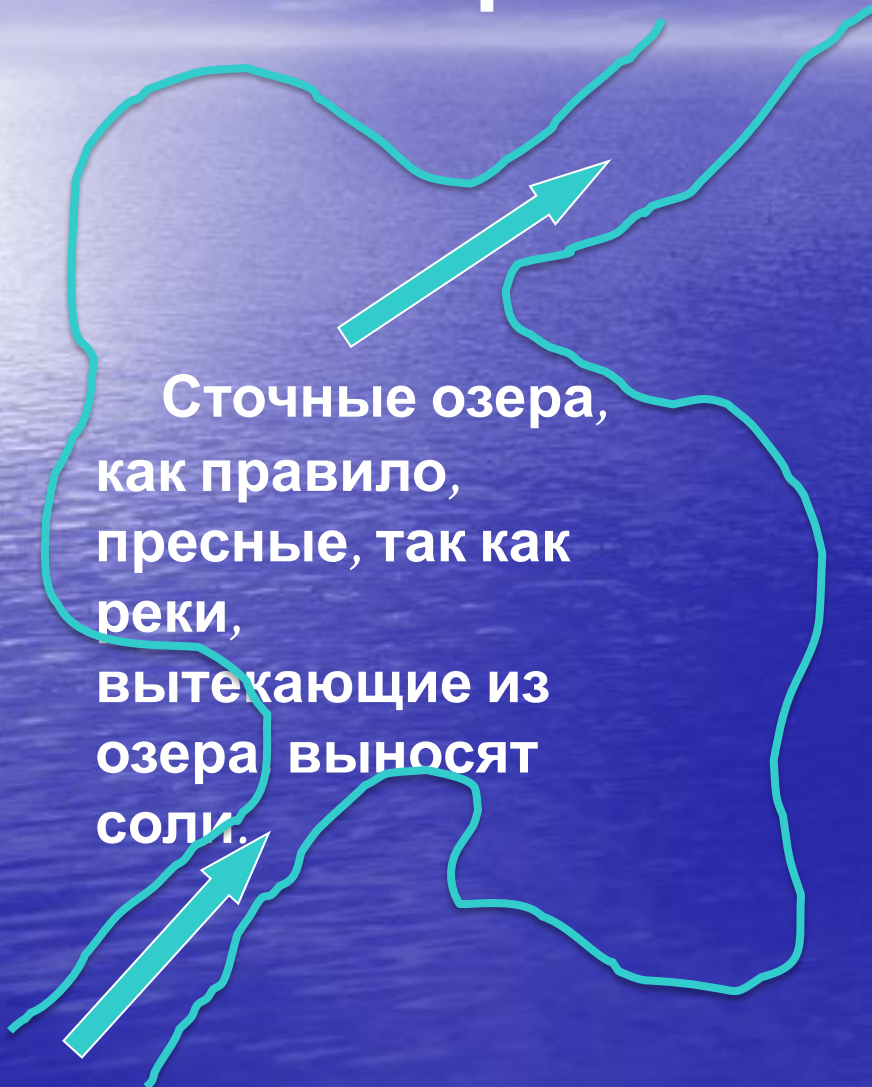 Сточные озера,
как правило,
пресные, так как
реки,
вытекающие из
озера, выносят
соли.